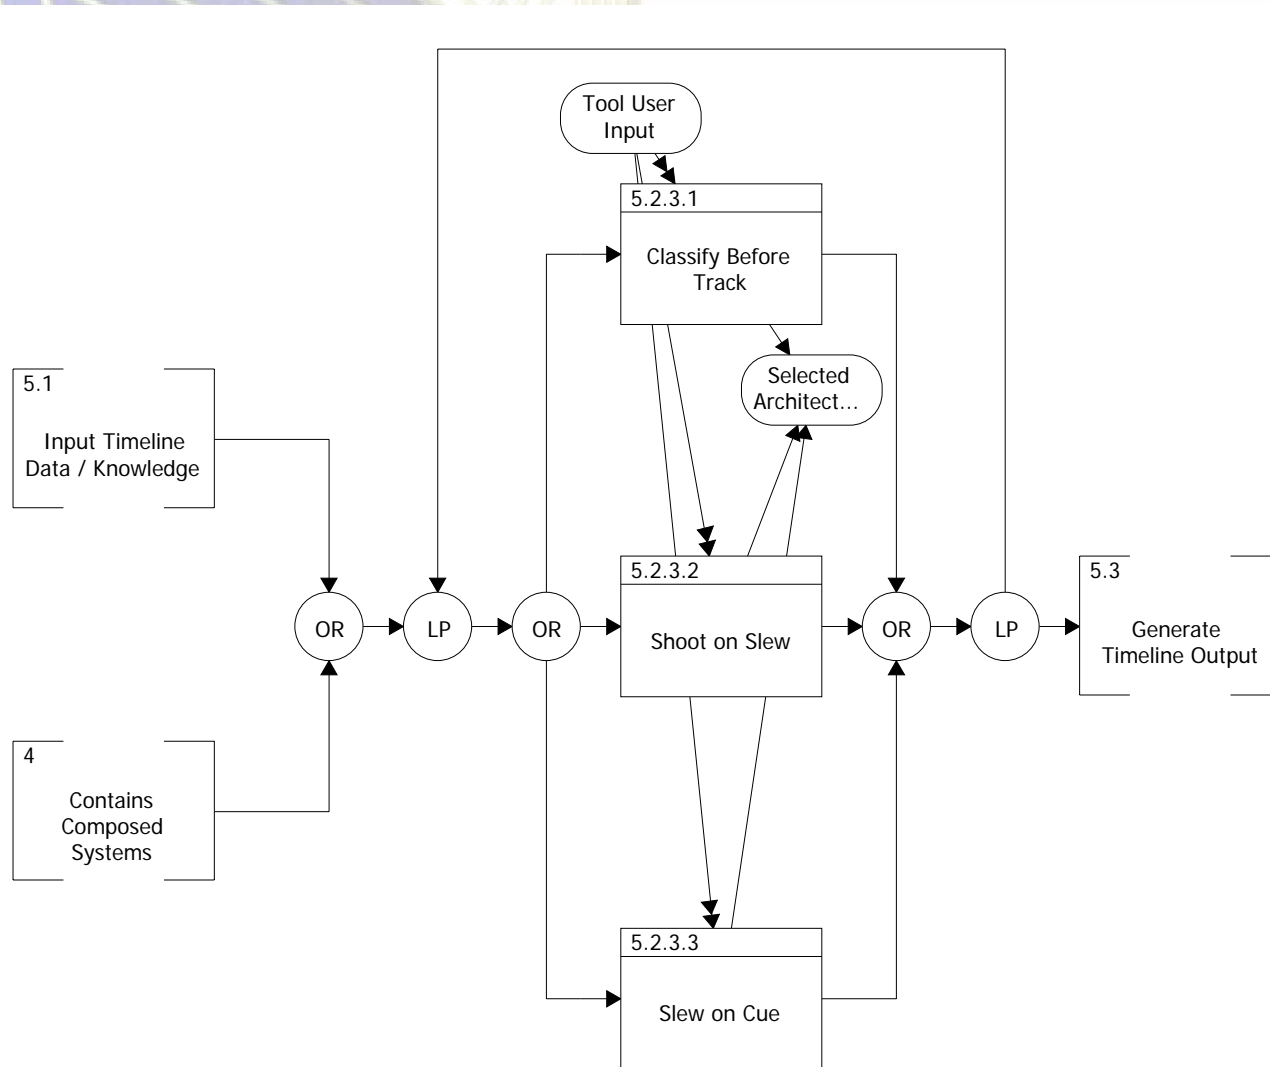 Tool User
Input
5.2.3.1
Classify Before
Track
Selected
Architect...
5.1
Input Timeline
Data / Knowledge
5.2.3.2
Shoot on Slew
OR
LP
OR
OR
LP
5.3
Generate
Timeline Output
4
Contains
Composed
Systems
5.2.3.3
Slew on Cue